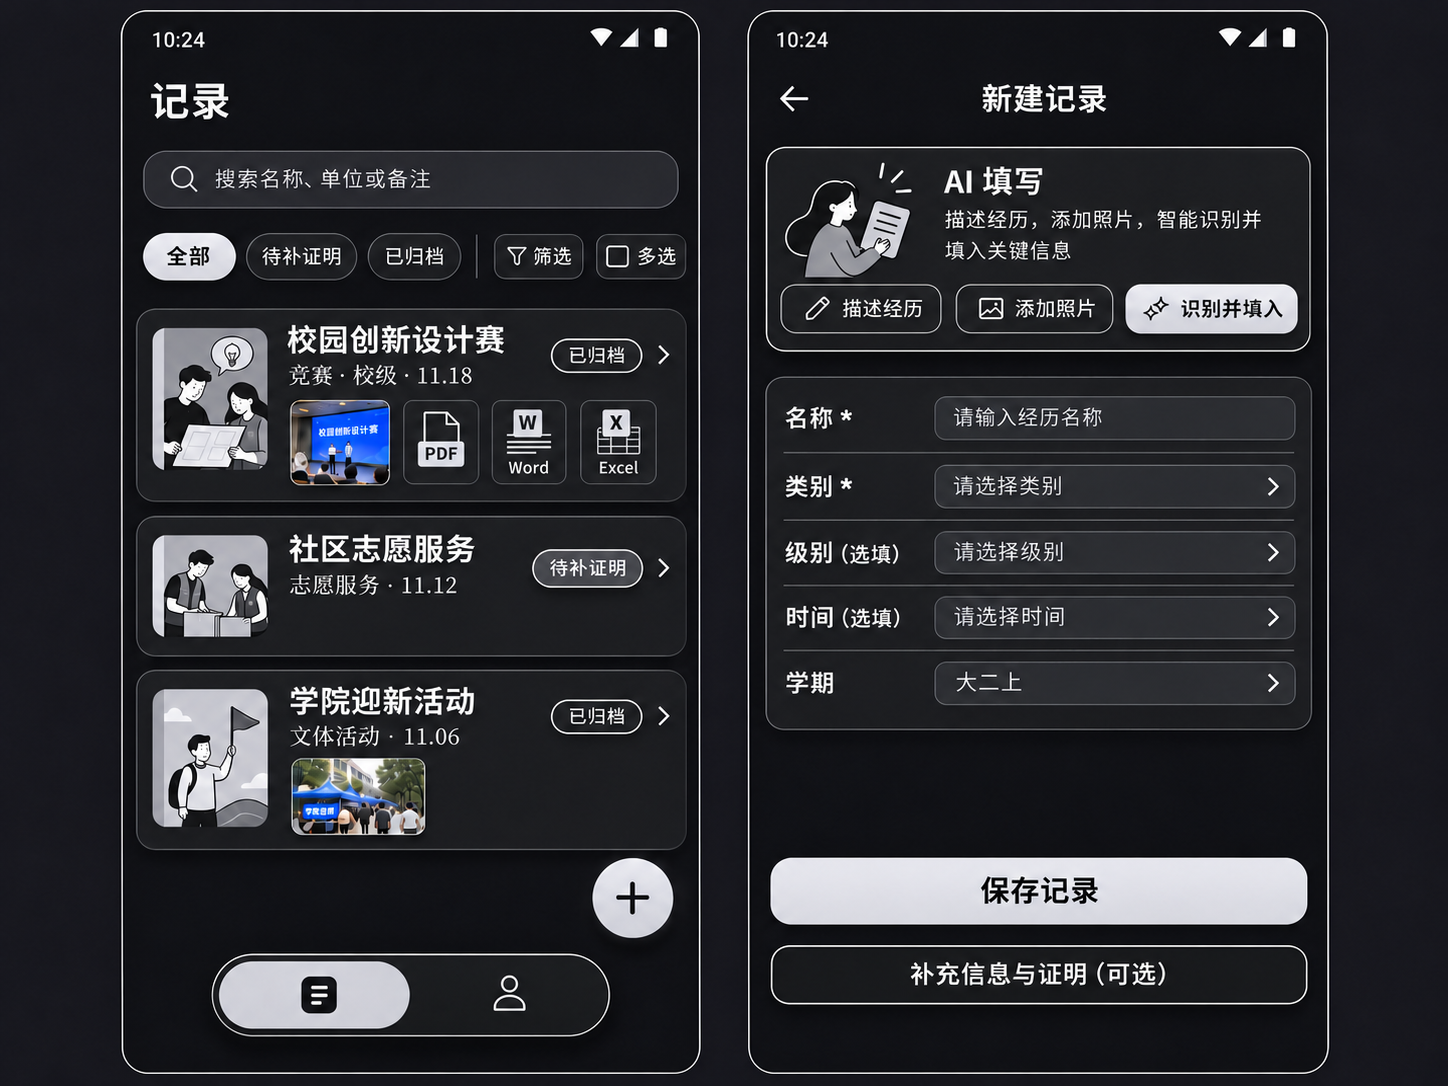 10:24
记录
搜索名称、单位或备注
全部
待补证明
已归档
筛选
多选
校园创新设计赛
竞赛 · 校级 · 11.18
已归档
校园创新设计赛
PDF
W
Word
X
Excel
社区志愿服务
志愿服务 · 11.12
待补证明
学院迎新活动
文体活动 · 11.06
已归档
10:24
新建记录
AI 填写
描述经历，添加照片，智能识别并
填入关键信息
描述经历
添加照片
识别并填入
名称 *
请输入经历名称
类别 *
请选择类别
级别（选填）
请选择级别
时间（选填）
请选择时间
学期
大二上
保存记录
补充信息与证明（可选）